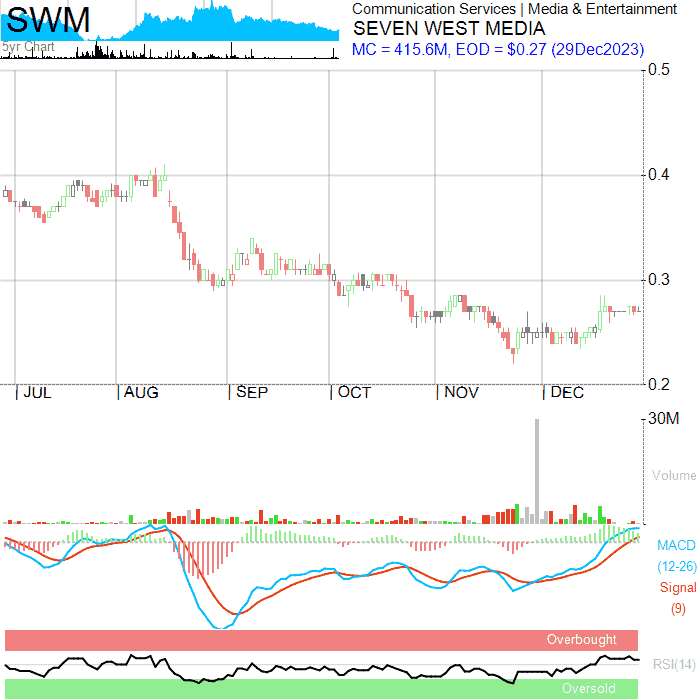 SWM
5yr Chart
Communication Services | Media & Entertainment
SEVEN WEST MEDIA
MC = 415.6M, EOD = $0.27 (29Dec2023)
0.5
0.4
0.3
0.2
| JUL | AUG | SEP | OCT | NOV | DEC
30M
Volume
MACD
(12-26)
Signal
(9)
Overbought
RSI(14)
Oversold